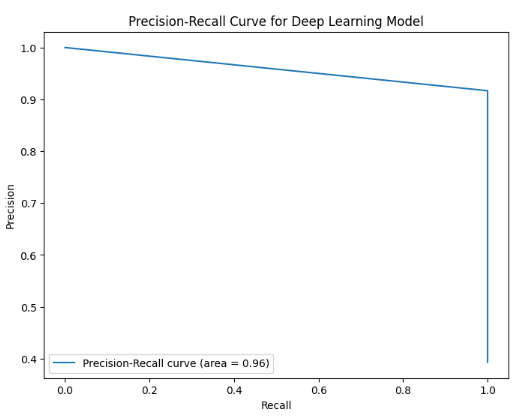 Precision-Recall Curve for Deep Learning Model
1.0
0.9
0.8
0.7
0.6
0.5
0.4
Precision
Precision-Recall curve (area = 0.96)
0.0 0.2 0.4 0.6 0.8 1.0
Recall